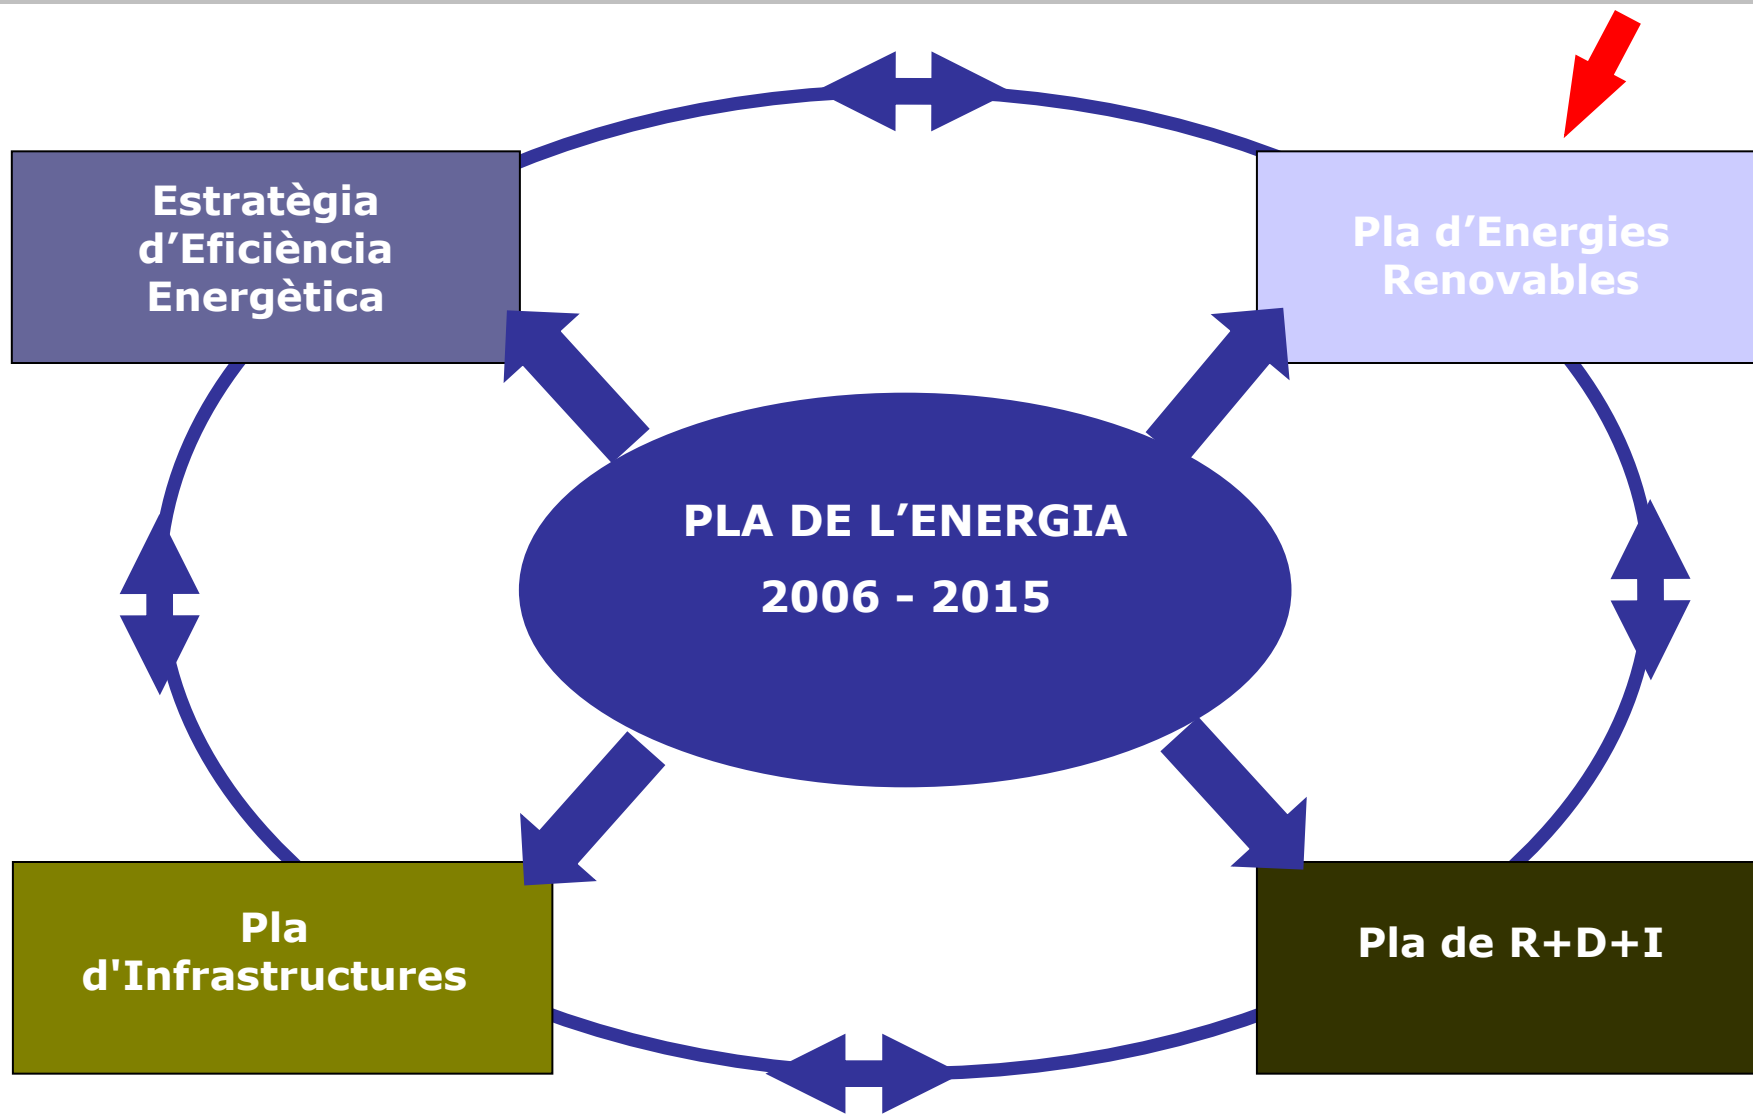 Estratègia
d’Eficiència
Energètica
Pla d’Energies
Renovables
PLA DE L’ENERGIA
2006 - 2015
Pla
d'Infrastructures
Pla de R+D+I